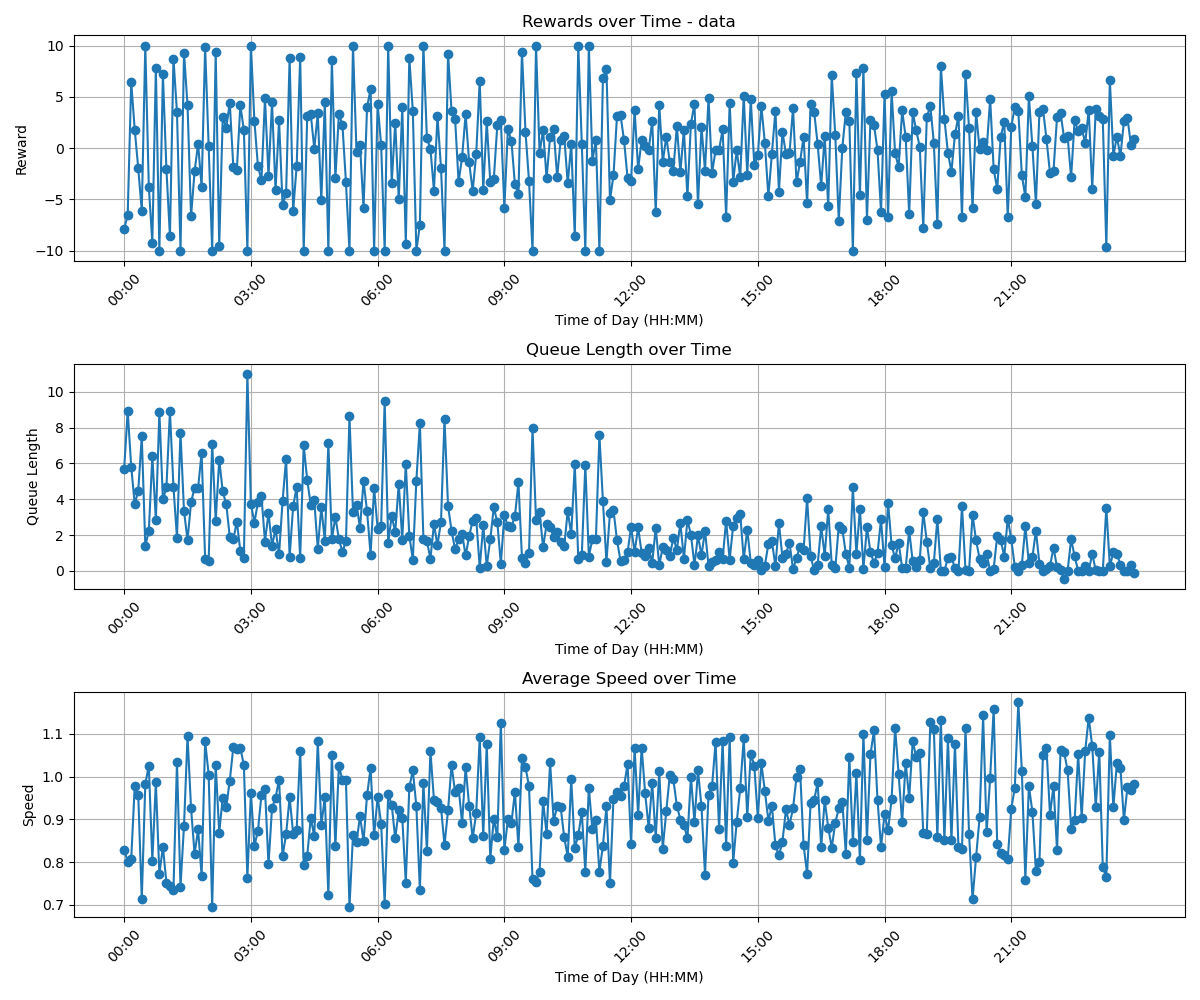 Rewards over Time - data
Reward
10
5
0
−5
−10
00:00 03:00 06:00 09:00 12:00 15:00 18:00 21:00
Time of Day (HH:MM)
Queue Length over Time
Queue Length
10
8
6
4
2
0
00:00 03:00 06:00 09:00 12:00 15:00 18:00 21:00
Time of Day (HH:MM)
Average Speed over Time
Speed
1.1
1.0
0.9
0.8
0.7
00:00 03:00 06:00 09:00 12:00 15:00 18:00 21:00
Time of Day (HH:MM)